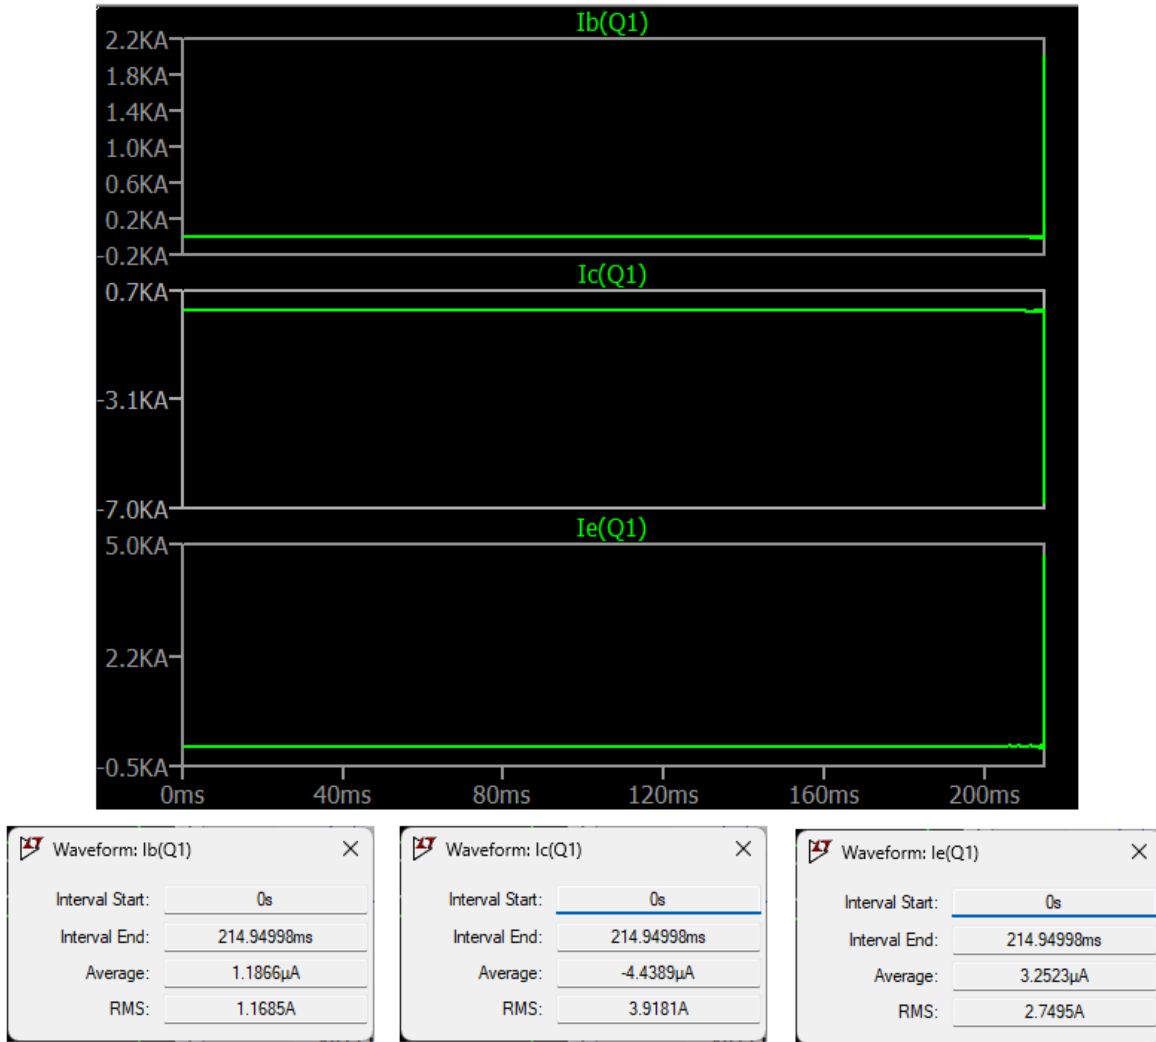 Ib(Q1)
2.2KA
1.8KA
1.4KA
1.0KA
0.6KA
0.2KA
-0.2KA
Ic(Q1)
0.7KA
-3.1KA
-7.0KA
Ie(Q1)
5.0KA
2.2KA
-0.5KA
0ms 40ms 80ms 120ms 160ms 200ms
Waveform: Ib(Q1)
Interval Start: 0s
Interval End: 214.94998ms
Average: 1.1866µA
RMS: 1.1685A
Waveform: Ic(Q1)
Interval Start: 0s
Interval End: 214.94998ms
Average: -4.4389µA
RMS: 3.9181A
Waveform: Ie(Q1)
Interval Start: 0s
Interval End: 214.94998ms
Average: 3.2523µA
RMS: 2.7495A